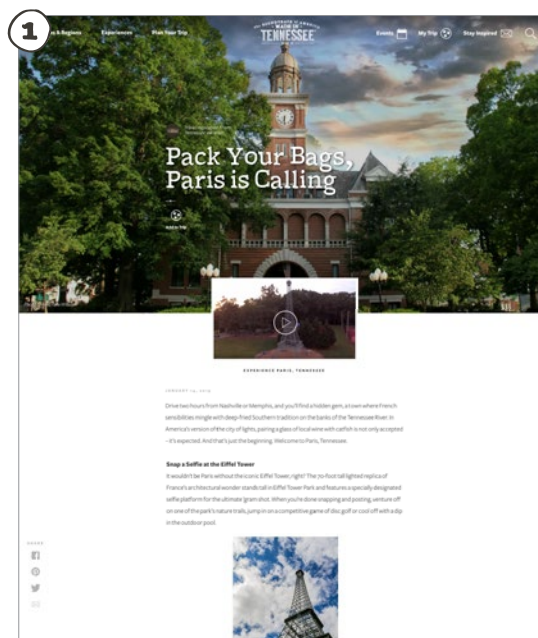 1
& Regions Experiences Plan Your Trip
THE SOUNDTRACK OF AMERICA
MADE IN
TENNESSEE
Events My Trip Stay Inspired
Pack Your Bags,
Paris is Calling
EXPERIENCE PARIS, TENNESSEE
Drive two hours from Nashville or Memphis, and you'll find a hidden gem, a town where French
sensibilities mingle with deep-fried Southern tradition on the banks of the Tennessee River. In
America's version of the city of lights, pairing a glass of local wine with catfish is not only accepted
– it's expected. And that's just the beginning. Welcome to Paris, Tennessee.
Snap a Selfie at the Eiffel Tower
It wouldn't be Paris without the iconic Eiffel Tower, right? The 70-foot tall lighted replica of
France's architectural wonder stands tall in Eiffel Tower Park and features a specially designated
selfie platform for the ultimate 'gram shot. When you're done snapping and posting, venture off
on one of the park's nature trails, jump in on a competitive game of disc golf or cool off with a dip
in the outdoor pool.
SHARE